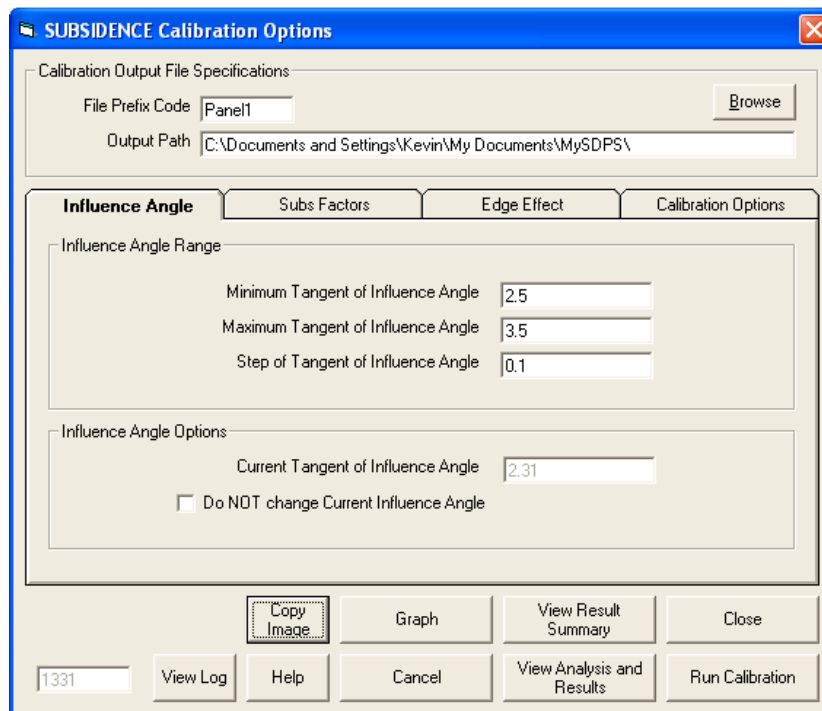 SUBSIDENCE Calibration Options
Calibration Output File Specifications
File Prefix Code Panel1 Browse
Output Path C:\Documents and Settings\Kevin\My Documents\MySDPS\
Influence Angle Subs Factors Edge Effect Calibration Options
Influence Angle Range
Minimum Tangent of Influence Angle 2.5
Maximum Tangent of Influence Angle 3.5
Step of Tangent of Influence Angle 0.1
Influence Angle Options
Current Tangent of Influence Angle 2.31
Do NOT change Current Influence Angle
Copy Image Graph View Result Summary Close
1331 View Log Help Cancel View Analysis and Results Run Calibration